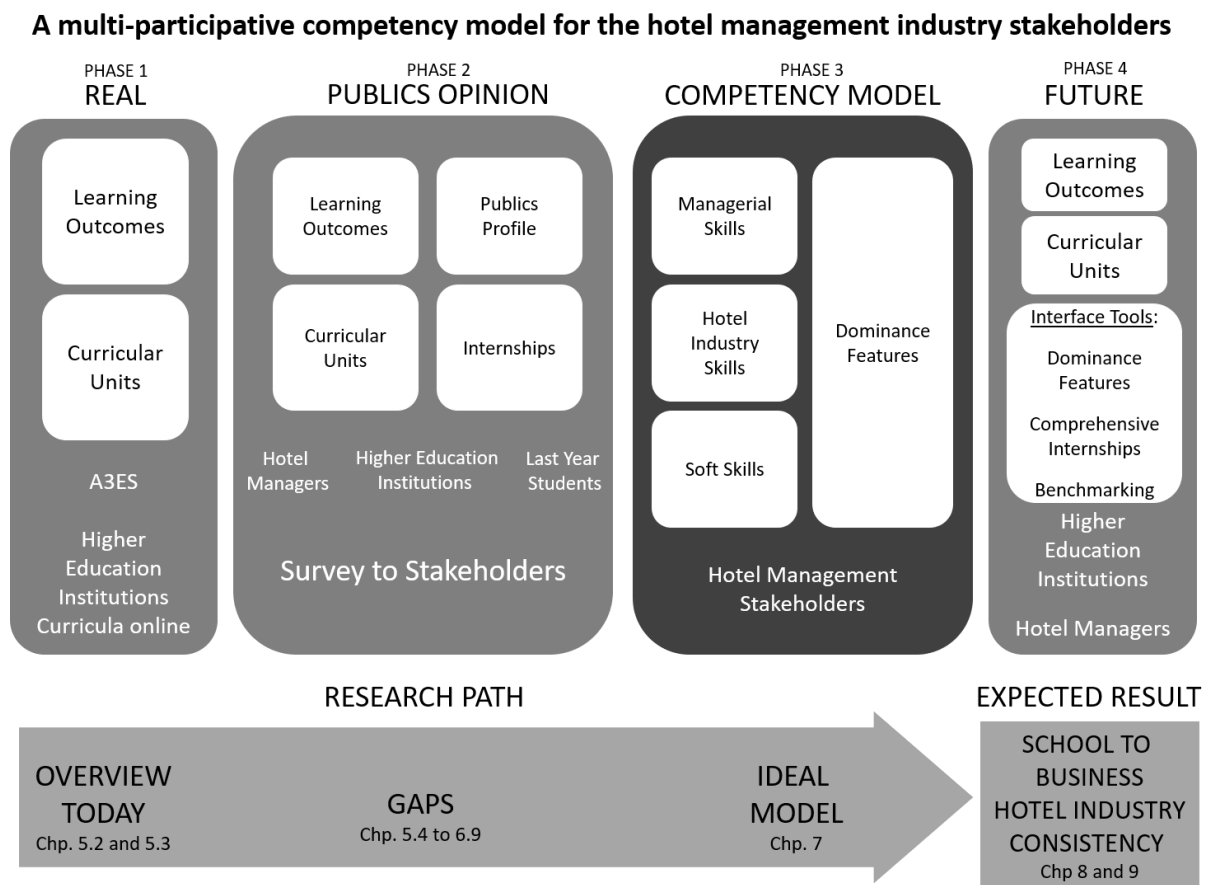 A multi-participative competency model for the hotel management industry stakeholders
PHASE 1
REAL
Learning
Outcomes
Curricular
Units
A3ES
Higher
Education
Institutions
Curricula online
PHASE 2
PUBLICS OPINION
Learning
Outcomes
Publics
Profile
Curricular
Units
Internships
Hotel
Managers
Higher Education
Institutions
Last Year
Students
Survey to Stakeholders
PHASE 3
COMPETENCY MODEL
Managerial
Skills
Hotel
Industry
Skills
Soft Skills
Dominance
Features
Hotel Management
Stakeholders
PHASE 4
FUTURE
Learning
Outcomes
Curricular
Units
Interface Tools:
Dominance
Features
Comprehensive
Internships
Benchmarking
Higher
Education
Institutions
Hotel Managers
RESEARCH PATH
OVERVIEW
TODAY
Chp. 5.2 and 5.3
GAPS
Chp. 5.4 to 6.9
IDEAL
MODEL
Chp. 7
EXPECTED RESULT
SCHOOL TO
BUSINESS
HOTEL INDUSTRY
CONSISTENCY
Chp 8 and 9